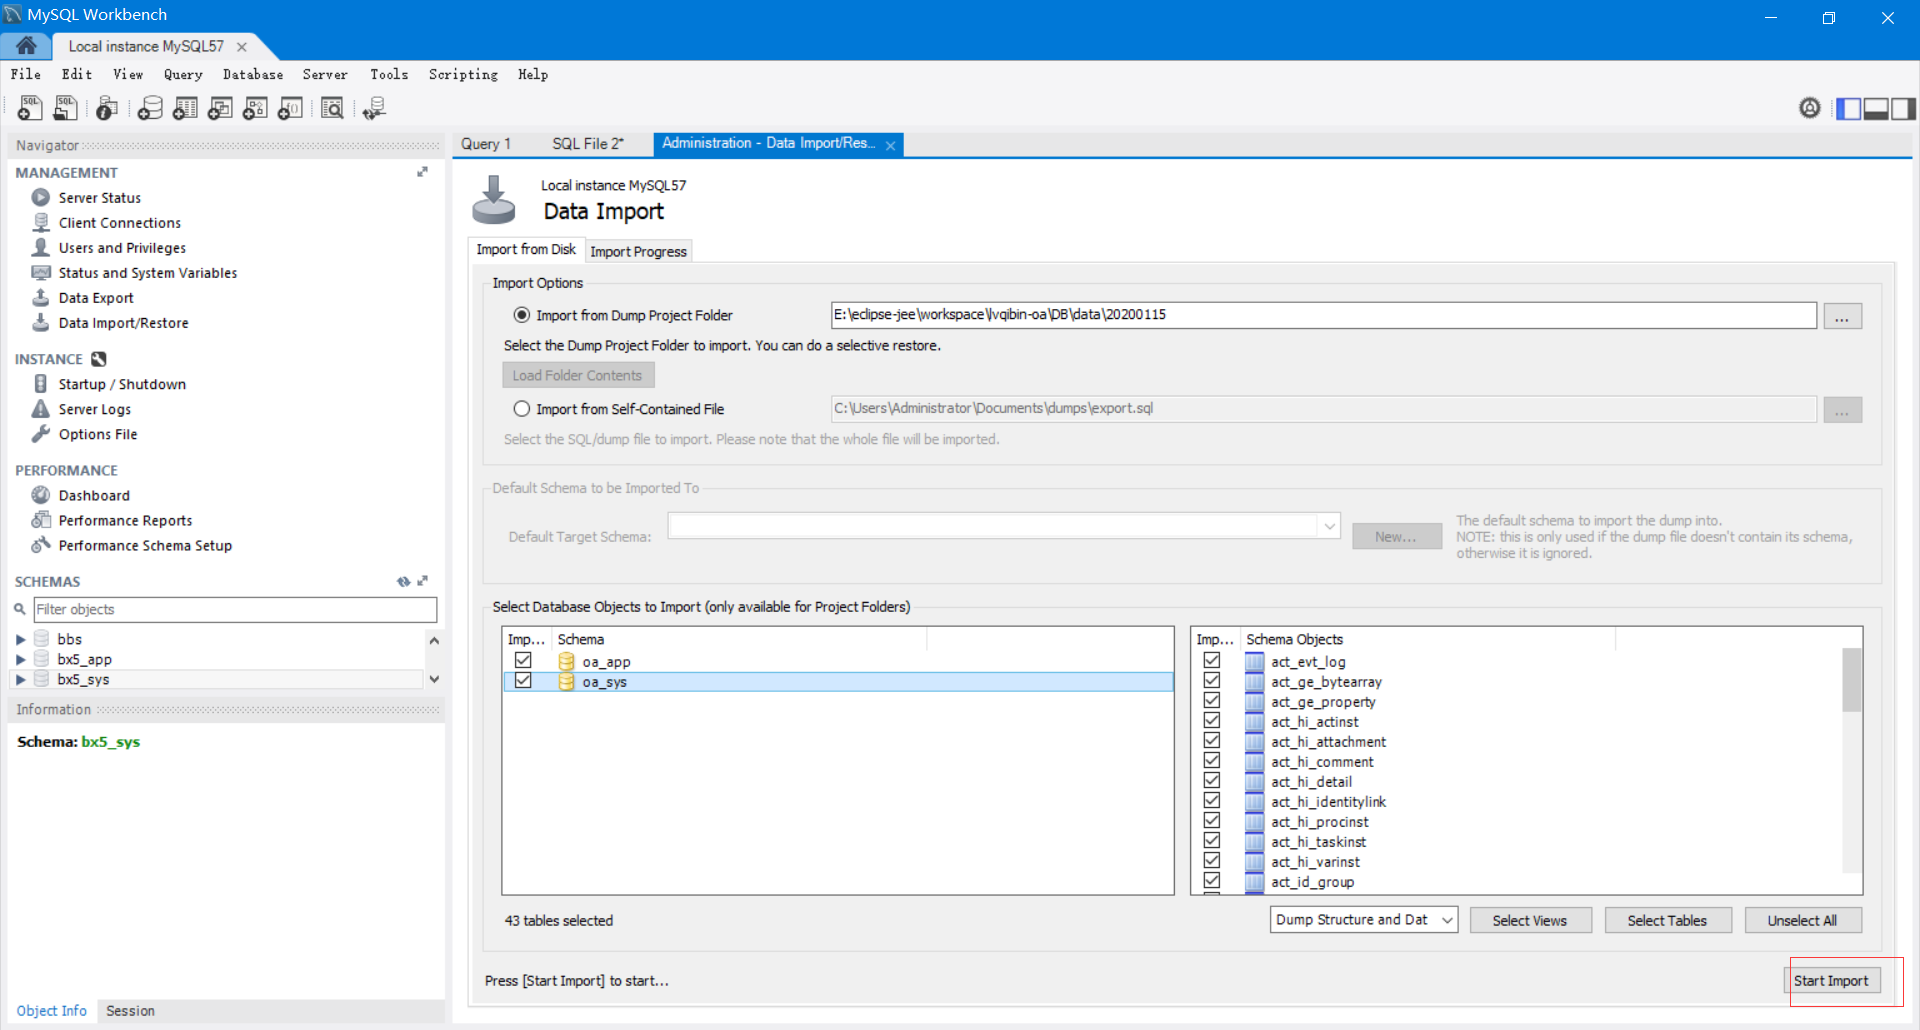 MySQL Workbench
Local instance MySQL57
File Edit View Query Database Server Tools Scripting Help
Navigator
MANAGEMENT
Server Status
Client Connections
Users and Privileges
Status and System Variables
Data Export
Data Import/Restore
INSTANCE
Startup / Shutdown
Server Logs
Options File
PERFORMANCE
Dashboard
Performance Reports
Performance Schema Setup
SCHEMAS
Filter objects
bbs
bx5_app
bx5_sys
Information
Schema: bx5_sys
Object Info Session
Query 1 SQL File 2* Administration - Data Import/Res...
Local instance MySQL57
Data Import
Import from Disk Import Progress
Import Options
Import from Dump Project Folder E:\eclipse-jee\workspace\lvqibin-oa\DB\data\20200115 ...
Select the Dump Project Folder to import. You can do a selective restore.
Load Folder Contents
Import from Self-Contained File C:\Users\Administrator\Documents\dumps\export.sql ...
Select the SQL/dump file to import. Please note that the whole file will be imported.
Default Schema to be Imported To
Default Target Schema: New...
The default schema to import the dump into.
NOTE: this is only used if the dump file doesn't contain its schema,
otherwise it is ignored.
Select Database Objects to Import (only available for Project Folders)
Imp... Schema
oa_app
oa_sys
Imp... Schema Objects
act_evt_log
act_ge_bytearray
act_ge_property
act_hi_actinst
act_hi_attachment
act_hi_comment
act_hi_detail
act_hi_identitylink
act_hi_procinst
act_hi_taskinst
act_hi_varinst
act_id_group
43 tables selected
Dump Structure and Dat Select Views Select Tables Unselect All
Press [Start Import] to start...
Start Import